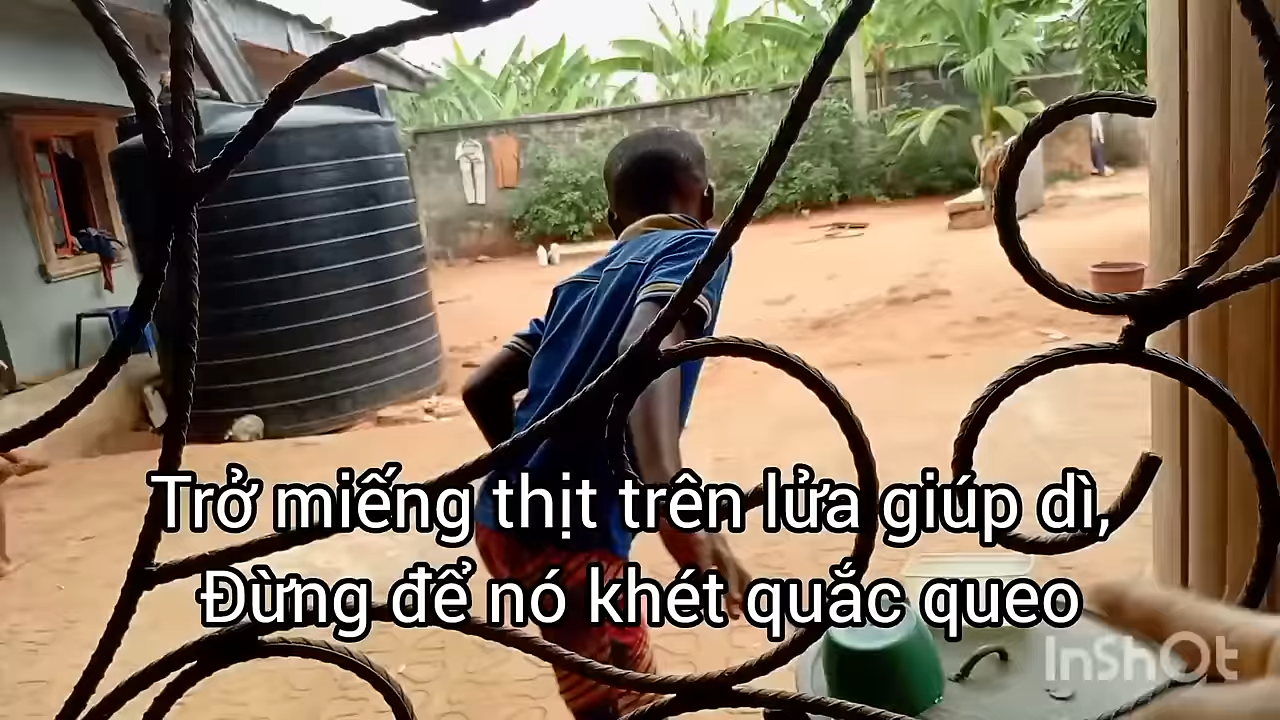 Trở miếng thịt trên lửa giúp dì,
Đừng để nó khét quắc queo
InShOt